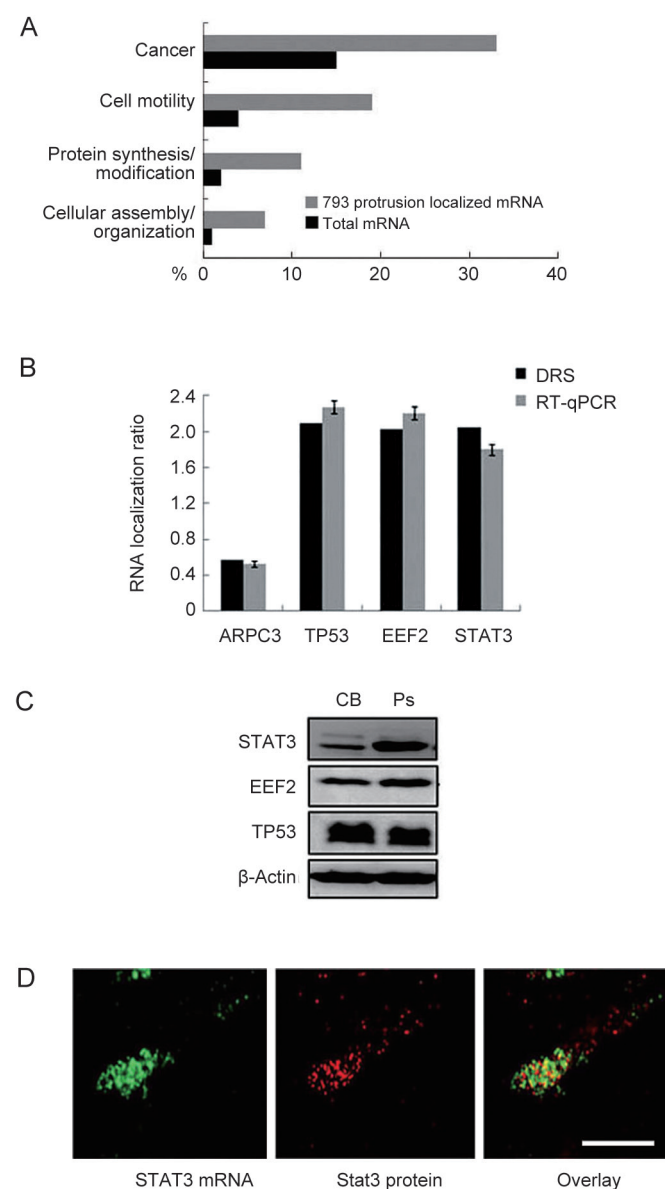 A
Cancer
Cell motility
Protein synthesis/
modification
Cellular assembly/
organization
793 protrusion localized mRNA
Total mRNA
% 0 10 20 30 40
B
DRS
RT-qPCR
RNA localization ratio
2.4
2.0
1.6
1.2
0.8
0.4
0
ARPC3 TP53 EEF2 STAT3
C
CB Ps
STAT3
EEF2
TP53
β-Actin
D
STAT3 mRNA Stat3 protein Overlay